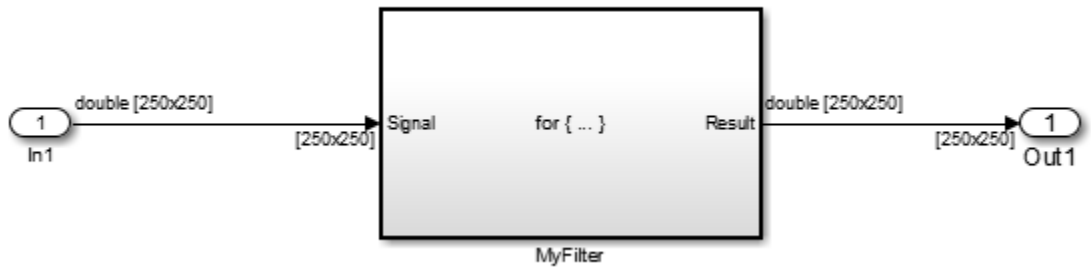 double [250x250]
1
[250x250]
In1
Signal
for { ... }
Result
MyFilter
double [250x250]
1
[250x250]
Out1